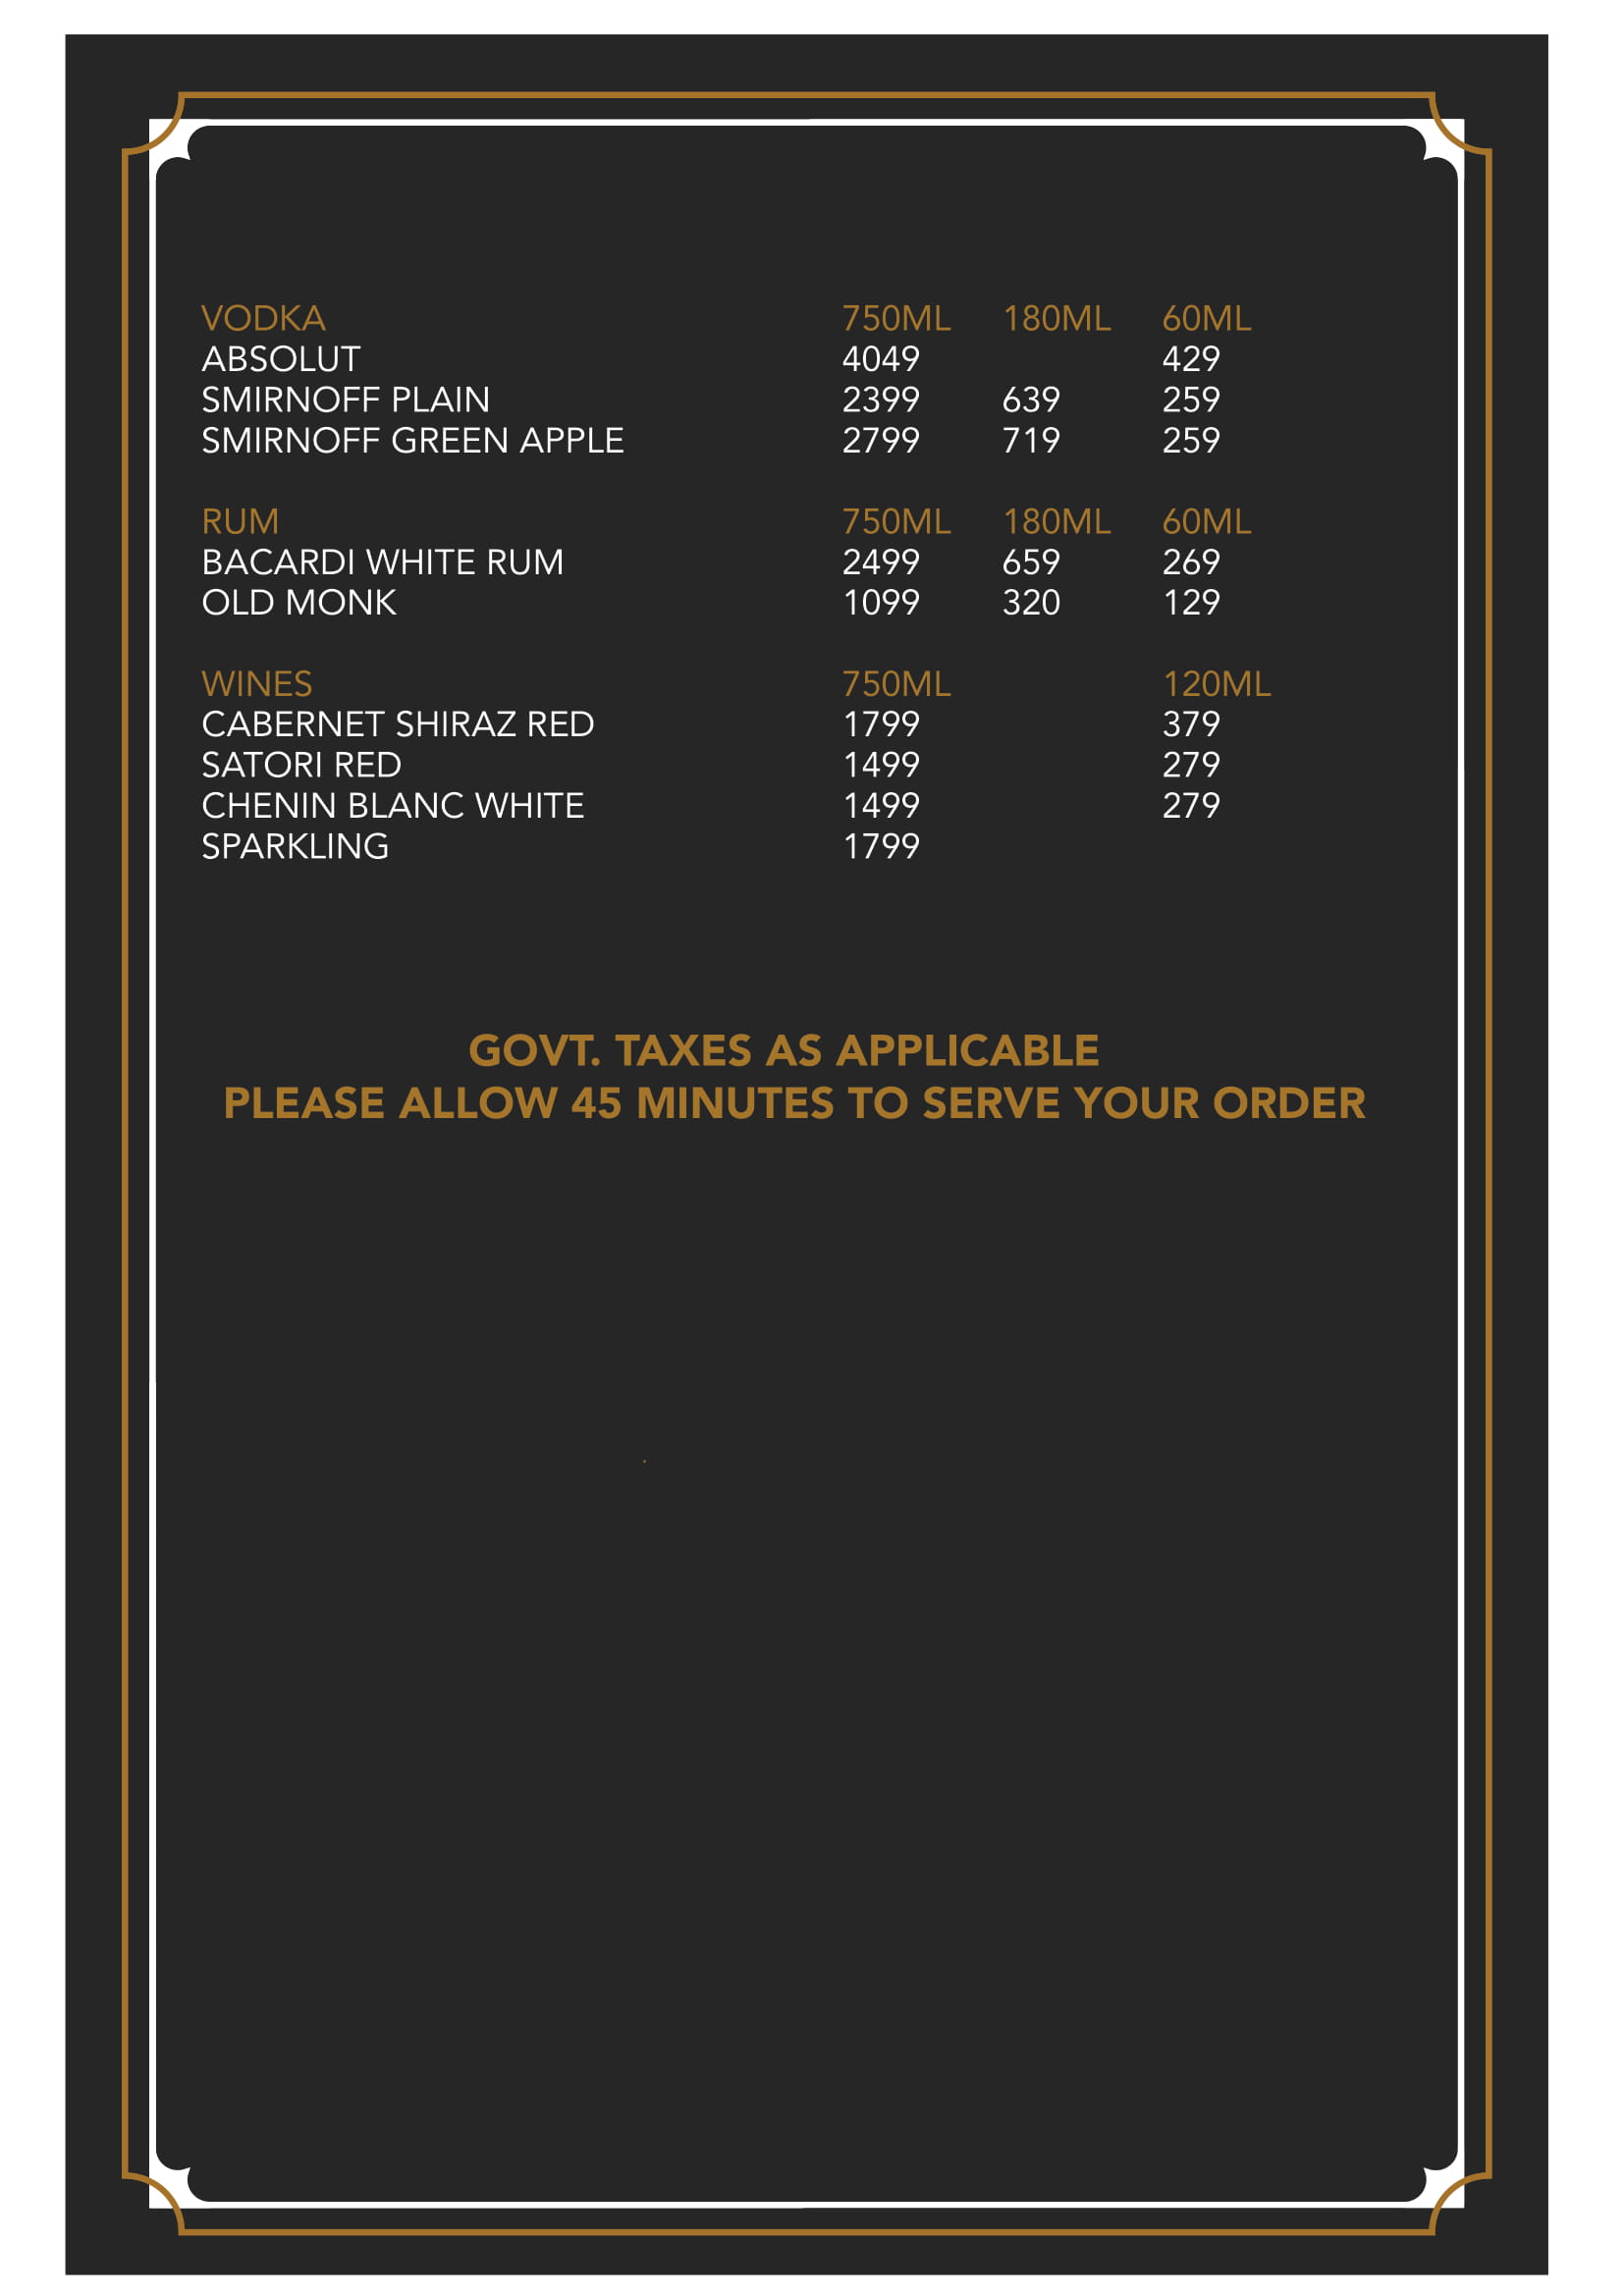 VODKA 750ML 180ML 60ML
ABSOLUT 4049 429
SMIRNOFF PLAIN 2399 639 259
SMIRNOFF GREEN APPLE 2799 719 259
RUM 750ML 180ML 60ML
BACARDI WHITE RUM 2499 659 269
OLD MONK 1099 320 129
WINES 750ML 120ML
CABERNET SHIRAZ RED 1799 379
SATORI RED 1499 279
CHENIN BLANC WHITE 1499 279
SPARKLING 1799
GOVT. TAXES AS APPLICABLE
PLEASE ALLOW 45 MINUTES TO SERVE YOUR ORDER